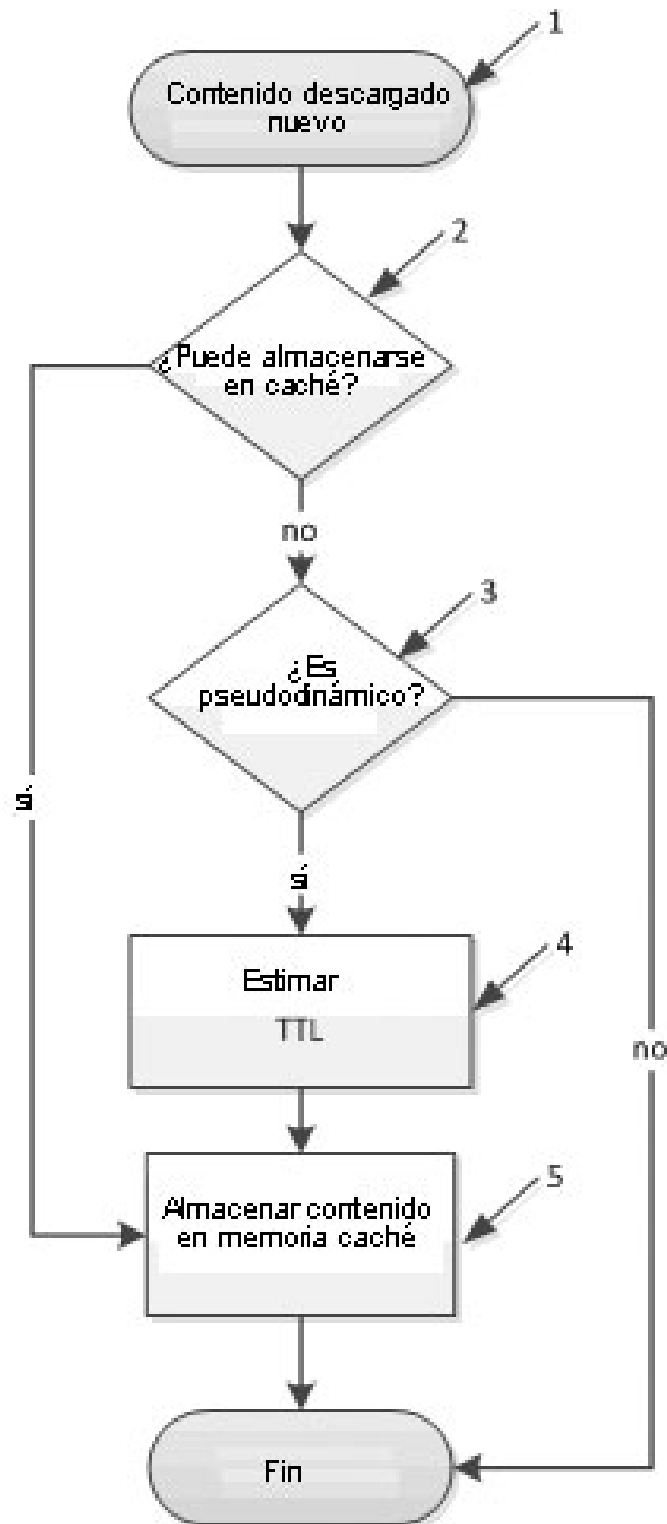 1
Contenido descargado
nuevo
2
¿Puede almacenarse
en caché?
no
3
¿Es
pseudodinámico?
sí
sí
4
Estimar
TTL
no
5
Almacenar contenido
en memoria caché
Fin